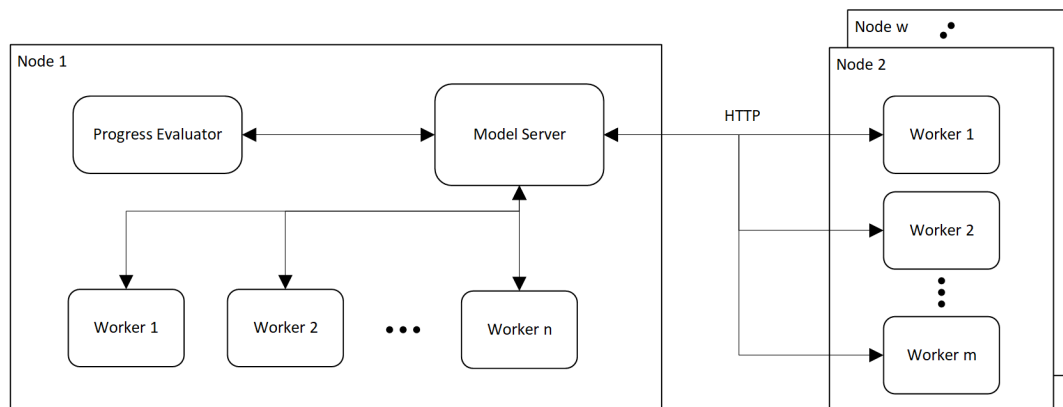 Node w
Node 1
Node 2
Progress Evaluator
Model Server
HTTP
Worker 1
Worker 2
Worker 1
Worker 2
Worker n
Worker m